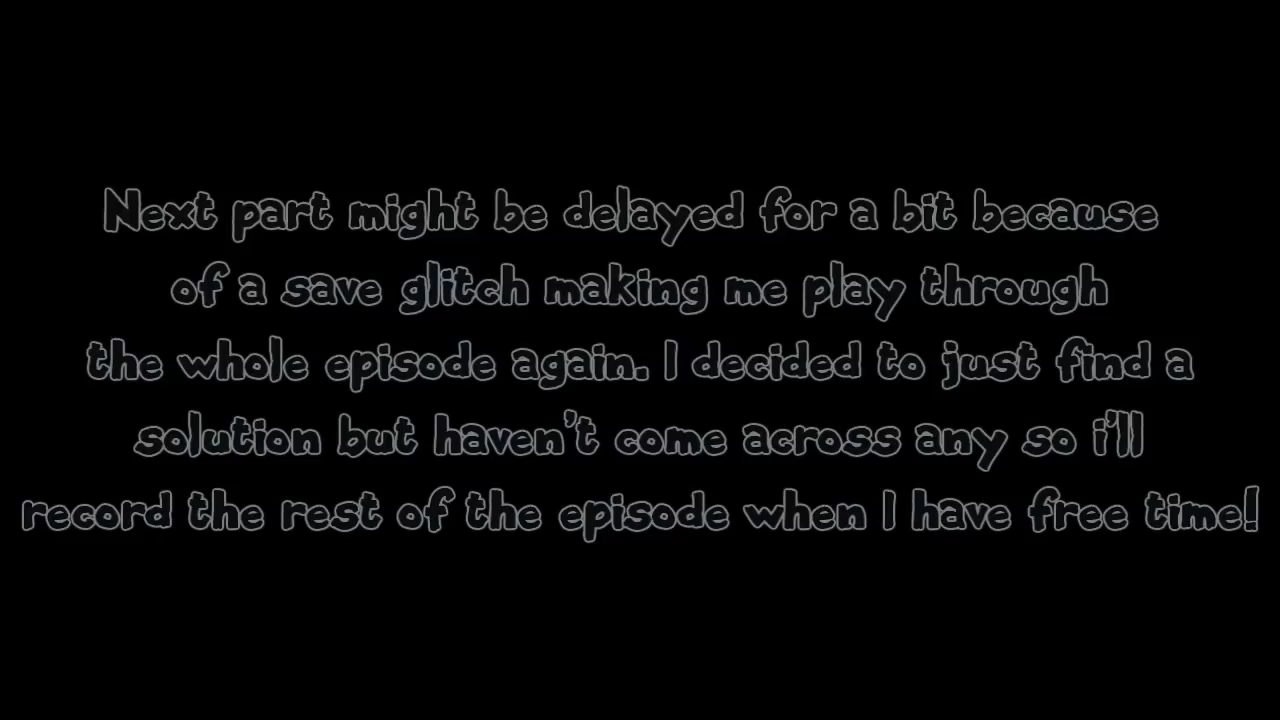 Next part might be delayed for a bit because
of a save glitch making me play through
the whole episode again. I decided to just find a
solution but haven't come across any so i'll
record the rest of the episode when I have free time!